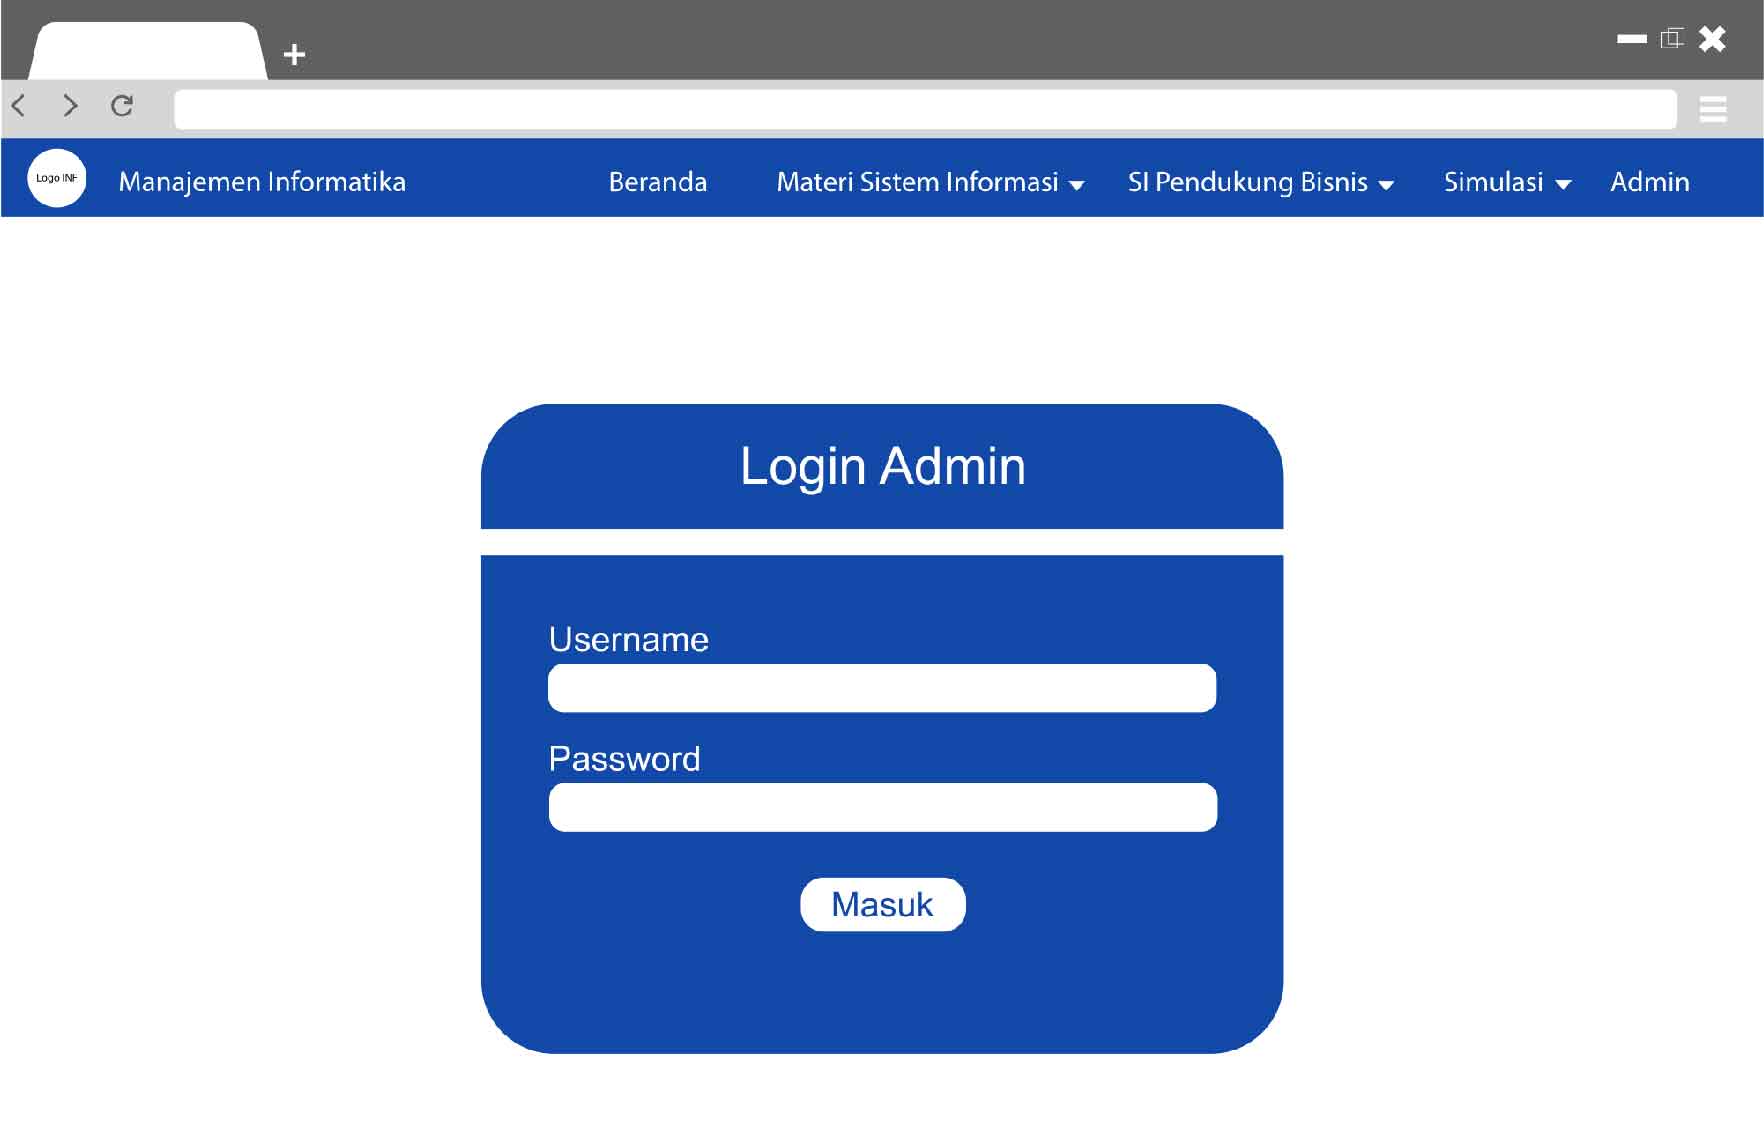 Logo INF
Manajemen Informatika
Beranda
Materi Sistem Informasi
SI Pendukung Bisnis
Simulasi
Admin
Login Admin
Username
Password
Masuk